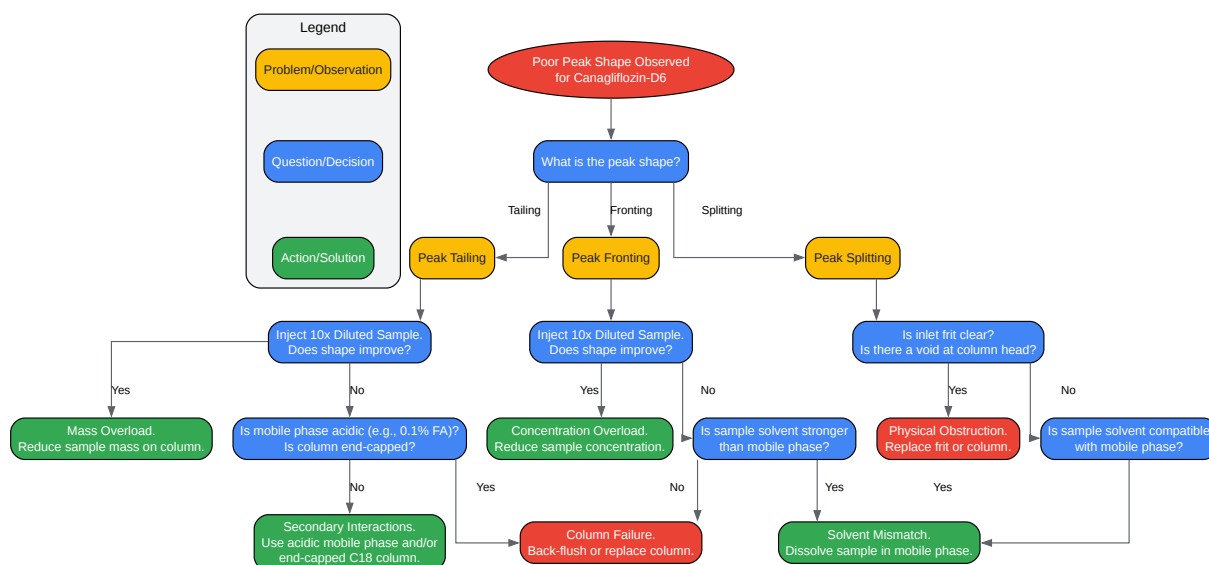 Legend
Problem/Observation
Question/Decision
Action/Solution
Poor Peak Shape Observed
for Canagliflozin-D6
What is the peak shape?
Tailing
Fronting
Splitting
Peak Tailing
Peak Fronting
Peak Splitting
Inject 10x Diluted Sample.
Does shape improve?
Inject 10x Diluted Sample.
Does shape improve?
Is inlet frit clear?
Is there a void at column head?
Yes
No
Yes
No
Yes
No
Mass Overload.
Reduce sample mass on column.
Is mobile phase acidic (e.g., 0.1% FA)?
Is column end-capped?
Concentration Overload.
Reduce sample concentration.
Is sample solvent stronger
than mobile phase?
Physical Obstruction.
Replace frit or column.
Is sample solvent compatible
with mobile phase?
No
Yes
No
Yes
Yes
Secondary Interactions.
Use acidic mobile phase and/or
end-capped C18 column.
Column Failure.
Back-flush or replace column.
Solvent Mismatch.
Dissolve sample in mobile phase.